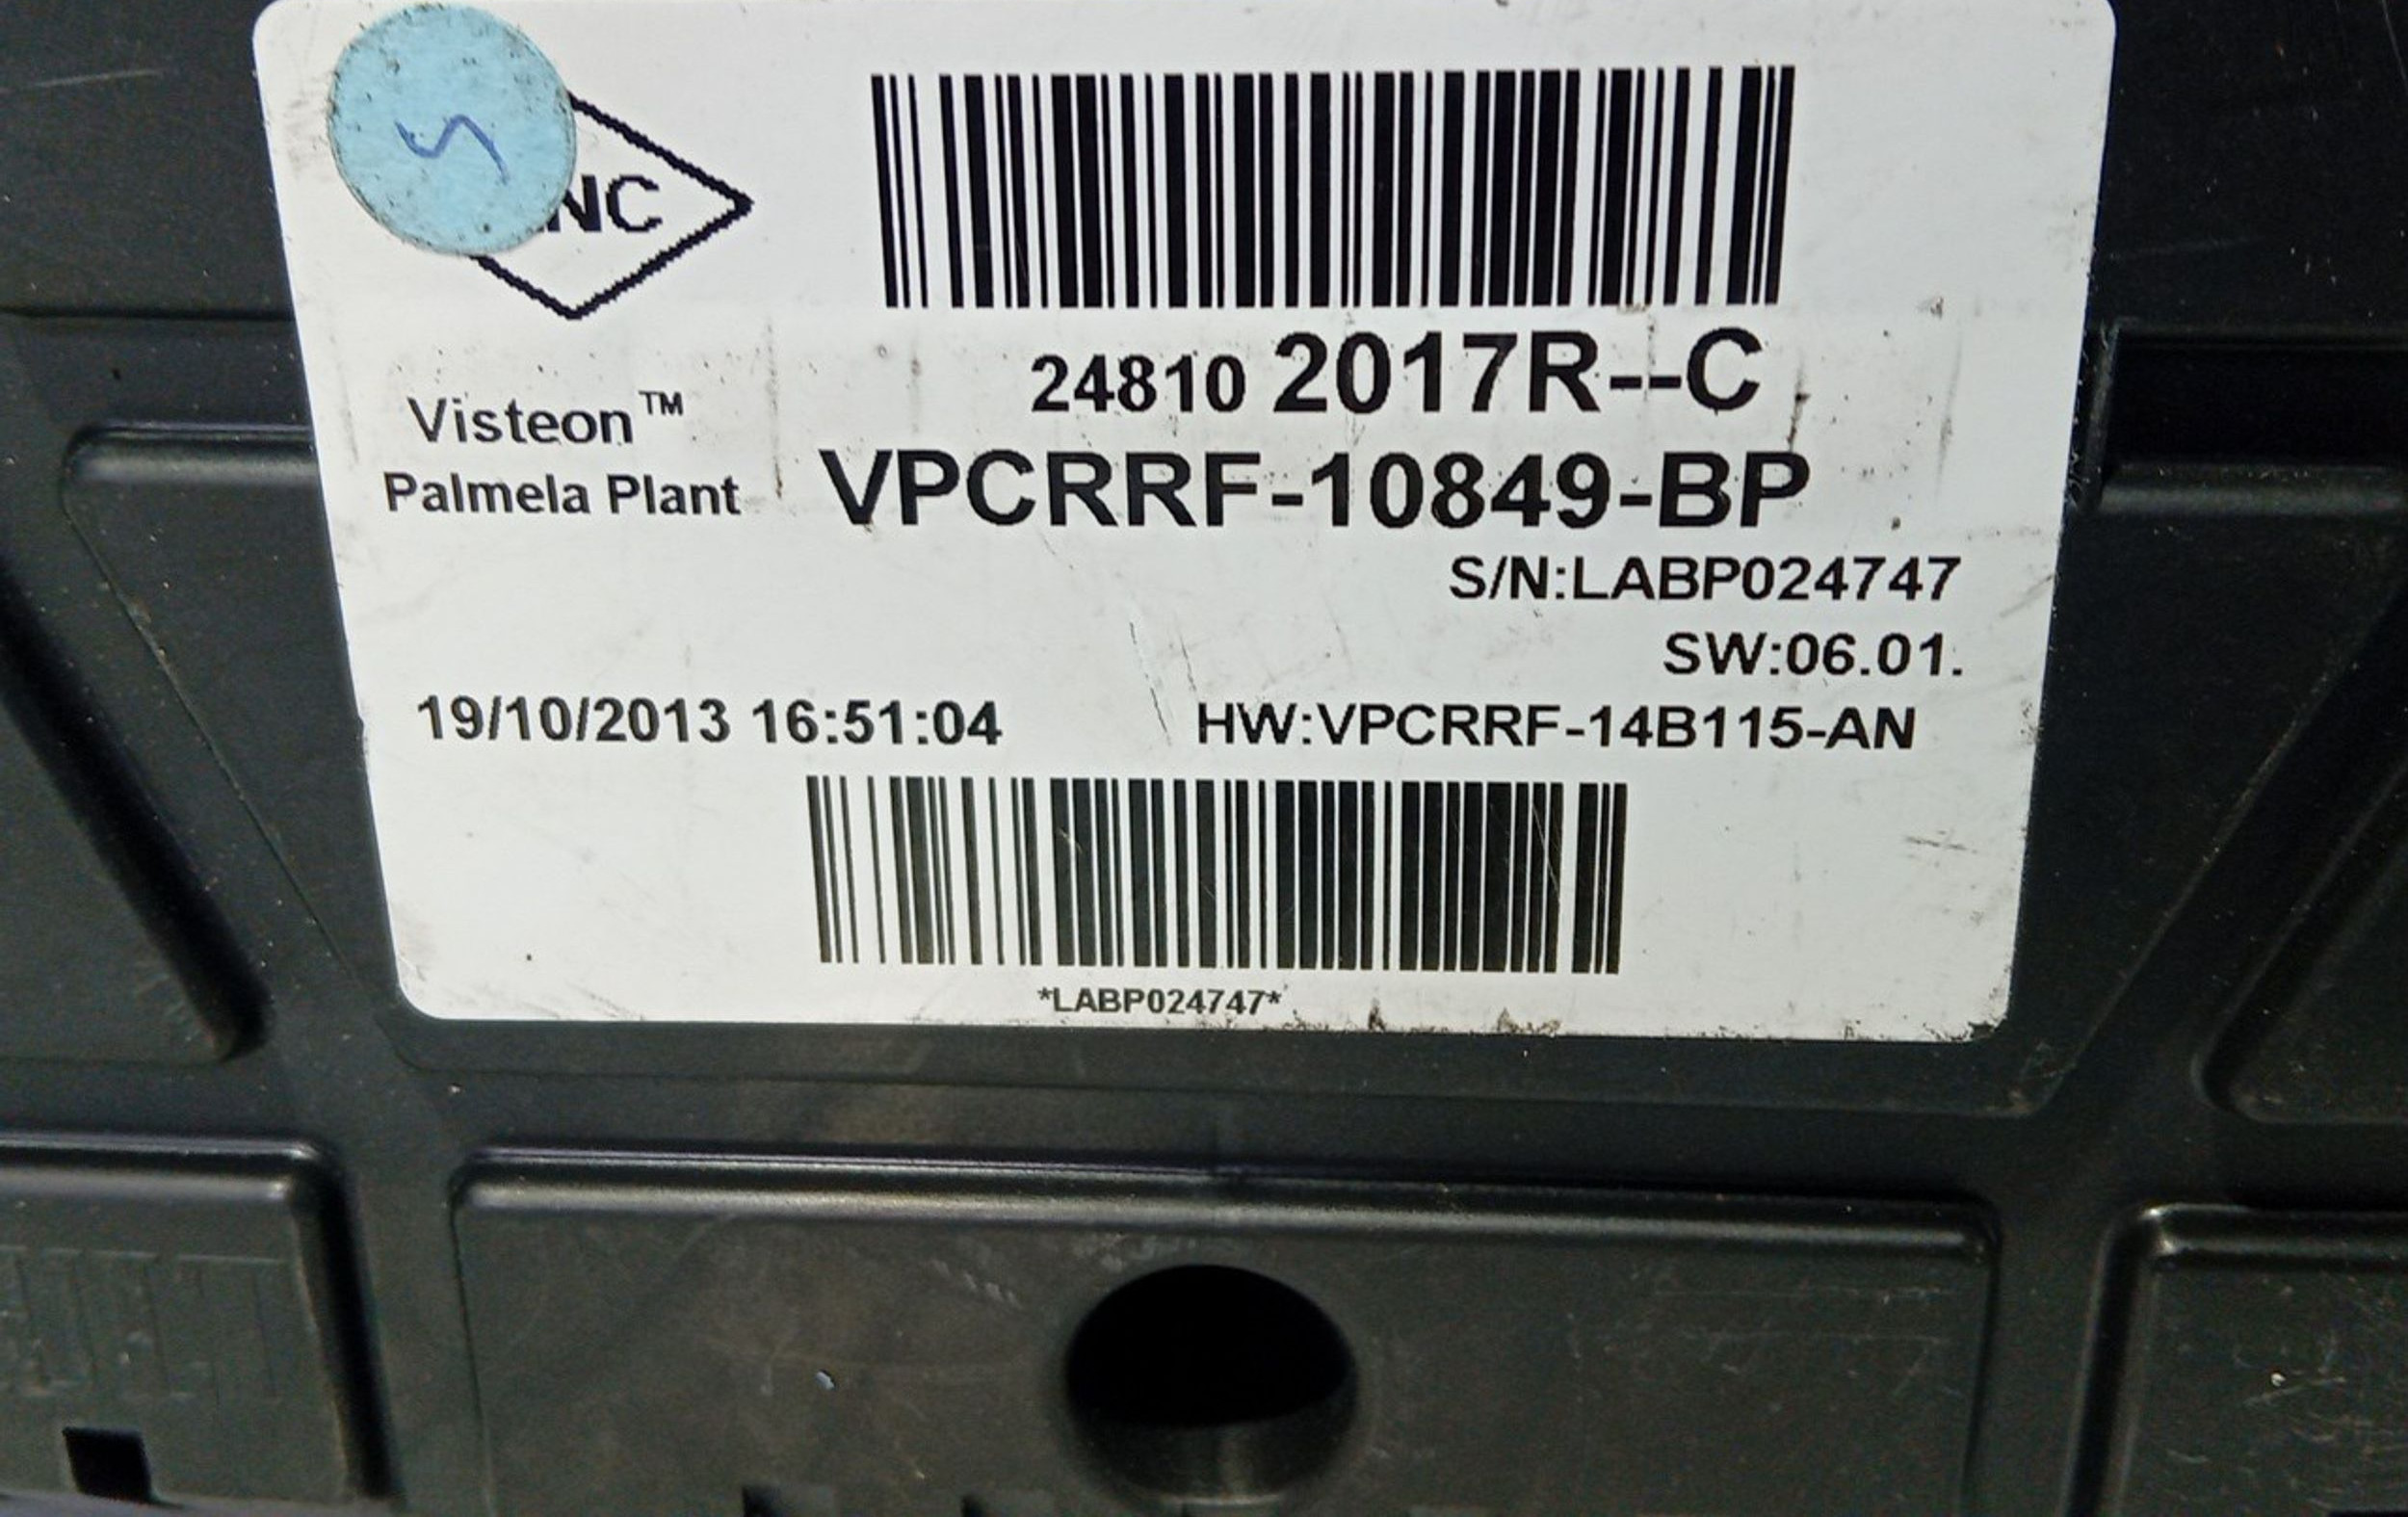 NC
24810 2017R--C
Visteon™
Palmela Plant
VPCRRF-10849-BP
S/N:LABP024747
SW:06.01.
19/10/2013 16:51:04
HW:VPCRRF-14B115-AN
*LABP024747*